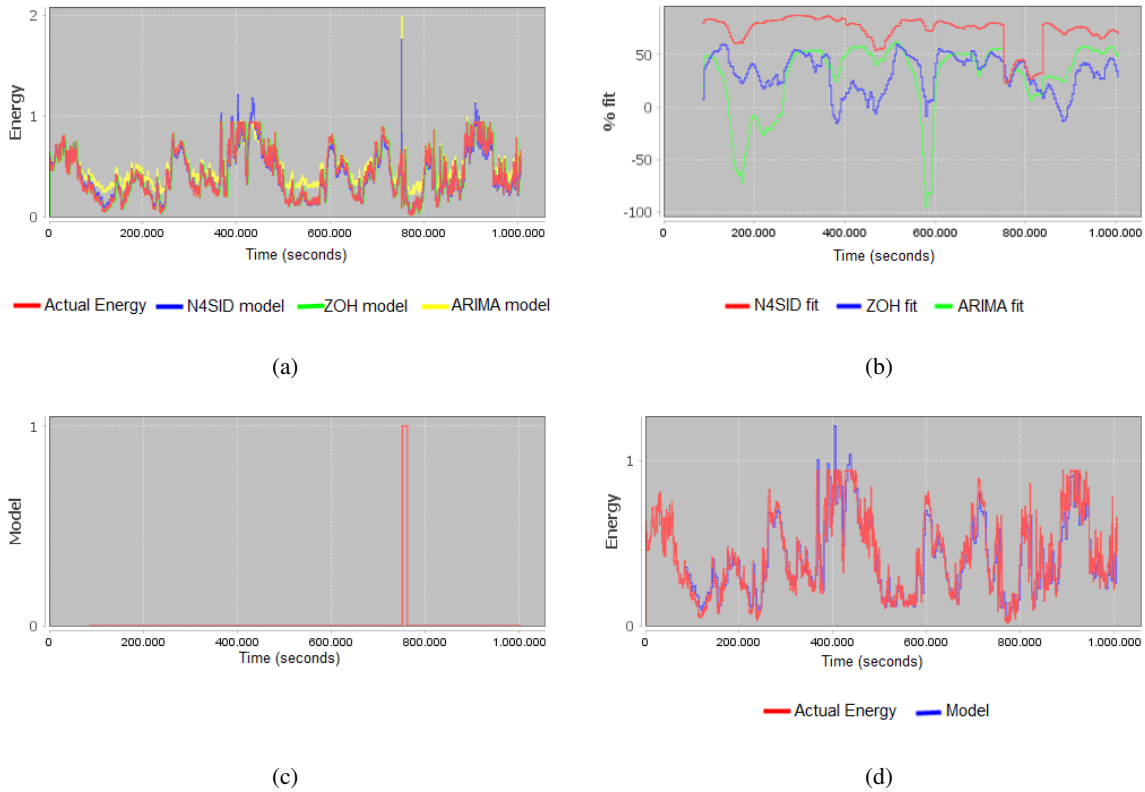 2
1
0
Energy
0 200.000 400.000 600.000 800.000 1.000.000
Time (seconds)
Actual Energy N4SID model ZOH model ARIMA model
(a)
50
0
-50
-100
% fit
200.000 400.000 600.000 800.000 1.000.000
Time (seconds)
N4SID fit ZOH fit ARIMA fit
(b)
1
0
Model
0 200.000 400.000 600.000 800.000 1.000.000
Time (seconds)
(c)
1
0
Energy
0 200.000 400.000 600.000 800.000 1.000.000
Time (seconds)
Actual Energy Model
(d)